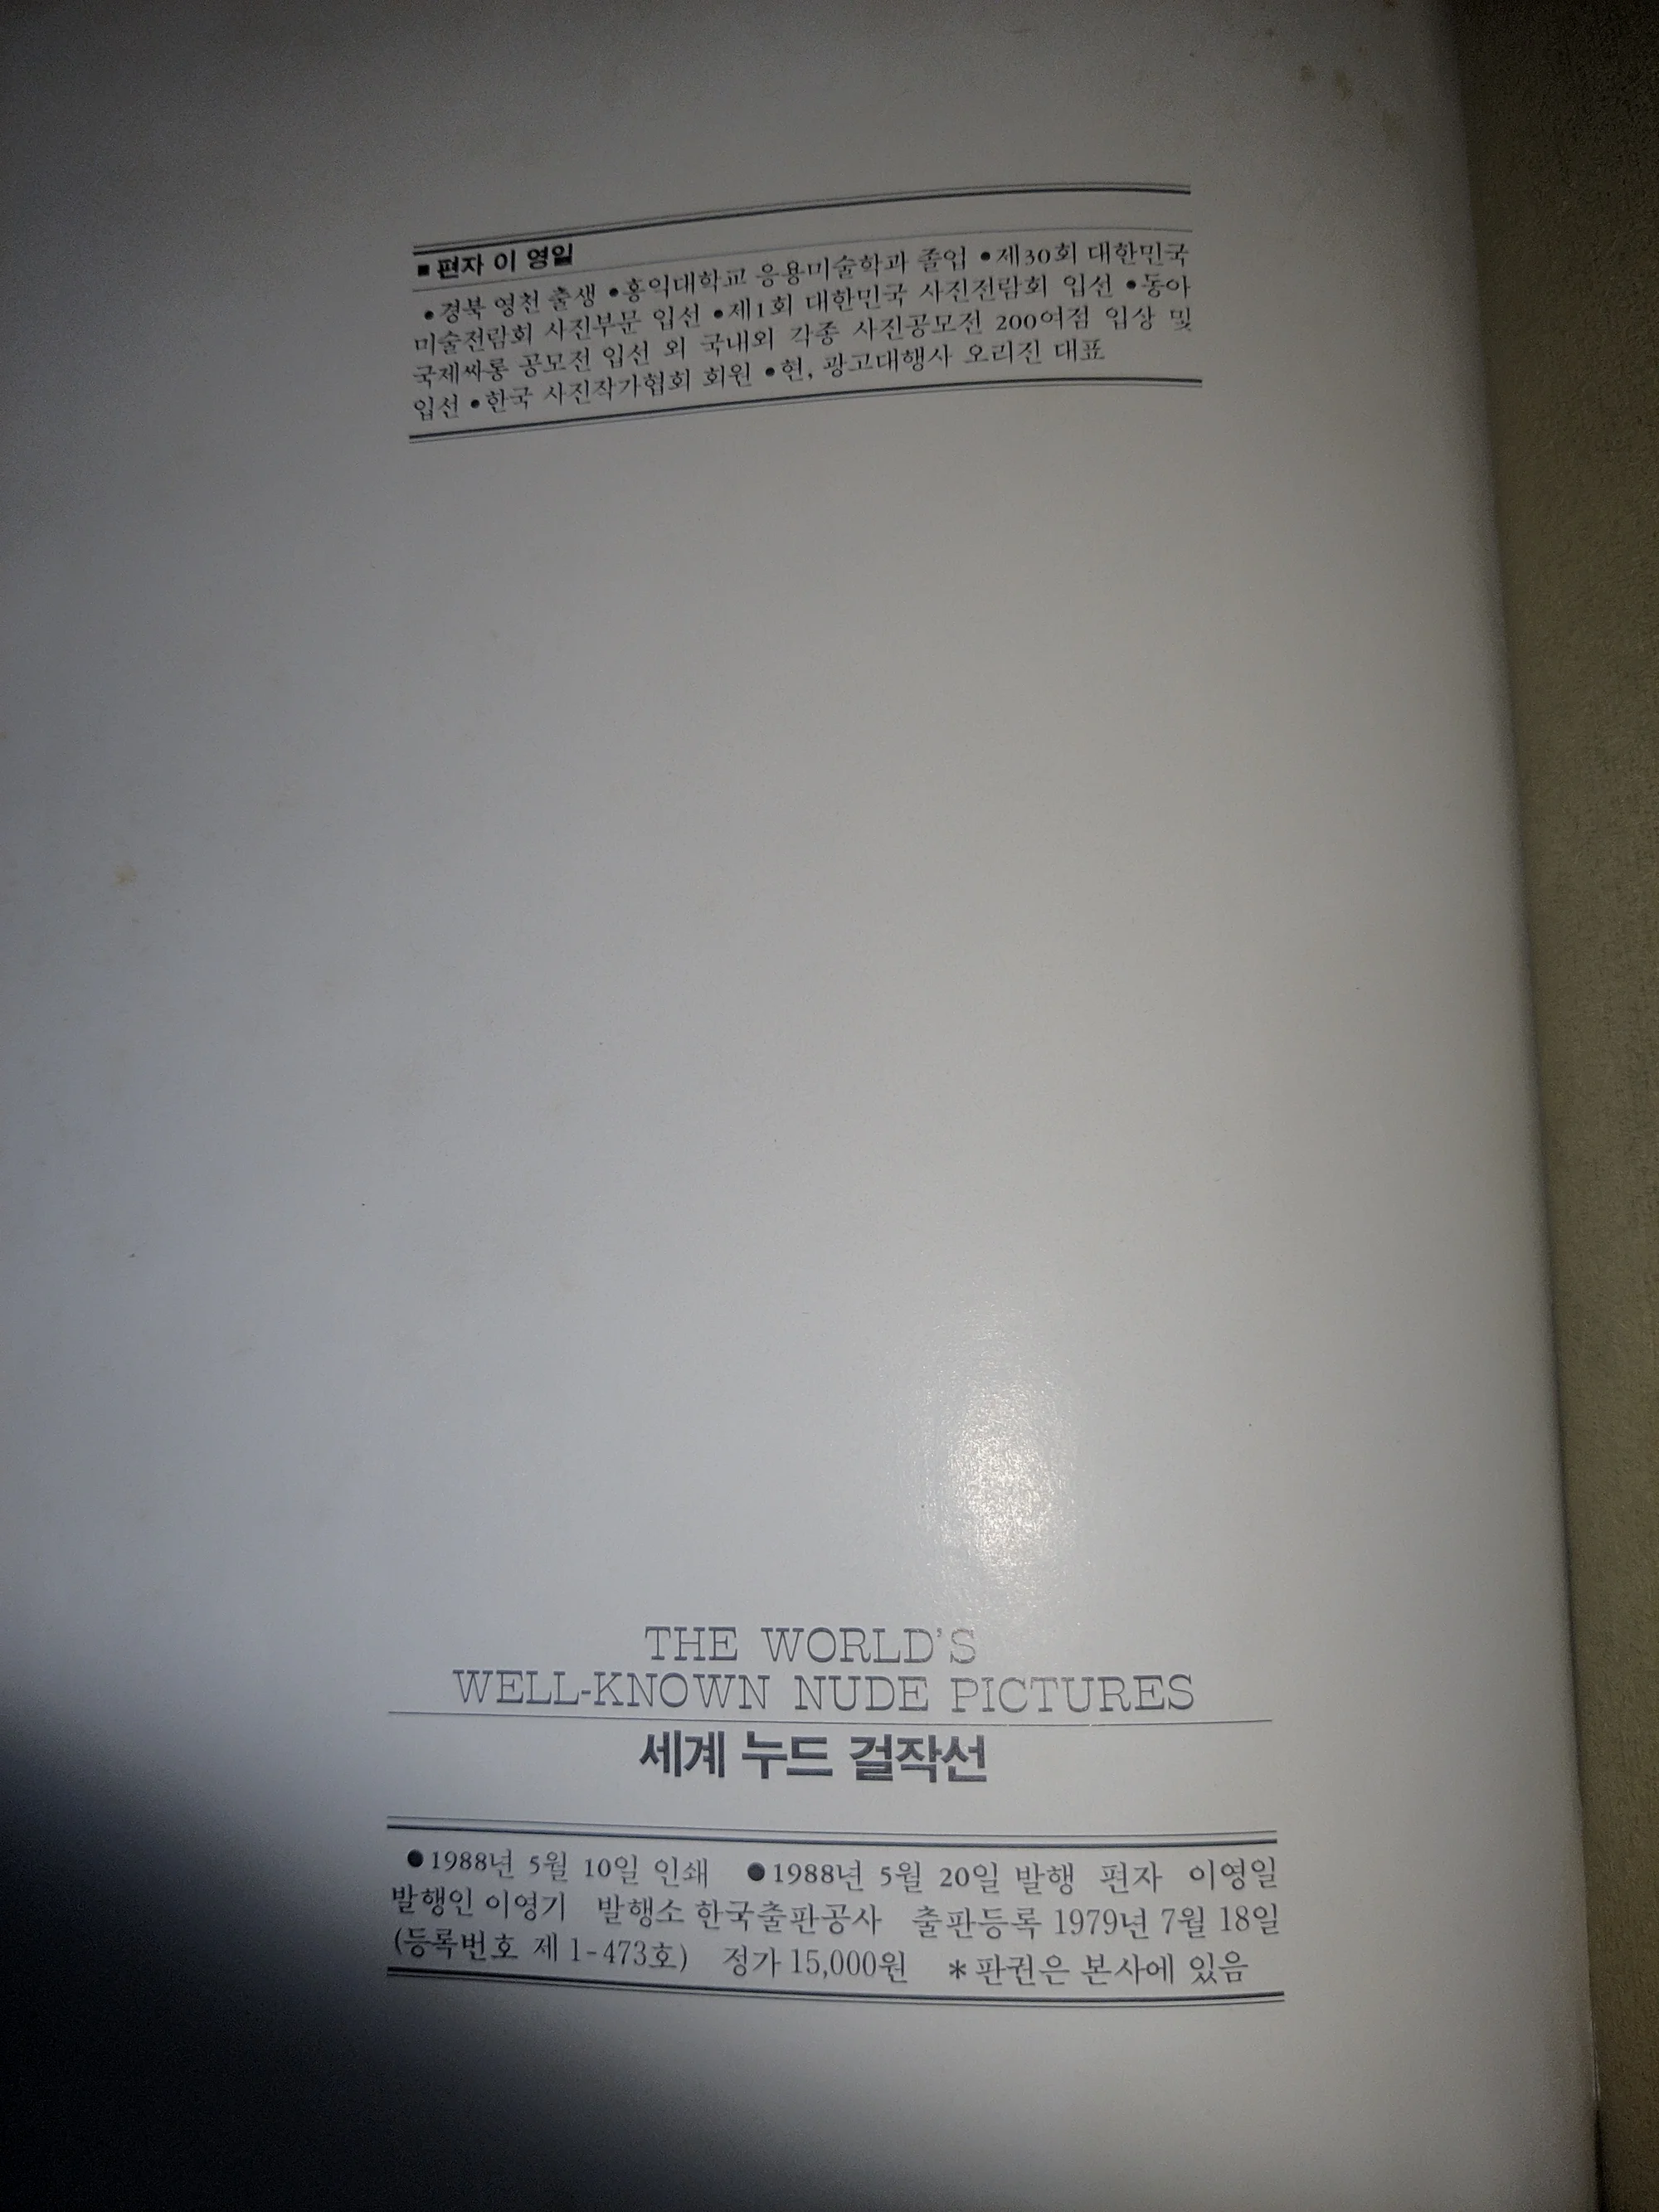 ■ 편자 이 영일
•경북 영천 출생 •홍익대학교 응용미술학과 졸업 •제30회 대한민국
미술전람회 사진부문 입선 •제1회 대한민국 사진전람회 입선 •동아
국제싸롱 공모전 입선 외 국내외 각종 사진공모전 200여점 입상 및
입선 •한국 사진작가협회 회원 •현, 광고대행사 오리진 대표
THE WORLD'S
WELL-KNOWN NUDE PICTURES
세계 누드 걸작선
●1988년 5월 10일 인쇄 ●1988년 5월 20일 발행 편자 이영일
발행인 이영기 발행소 한국출판공사 출판등록 1979년 7월 18일
(등록번호 제 1-473호) 정가 15,000원 *판권은 본사에 있음